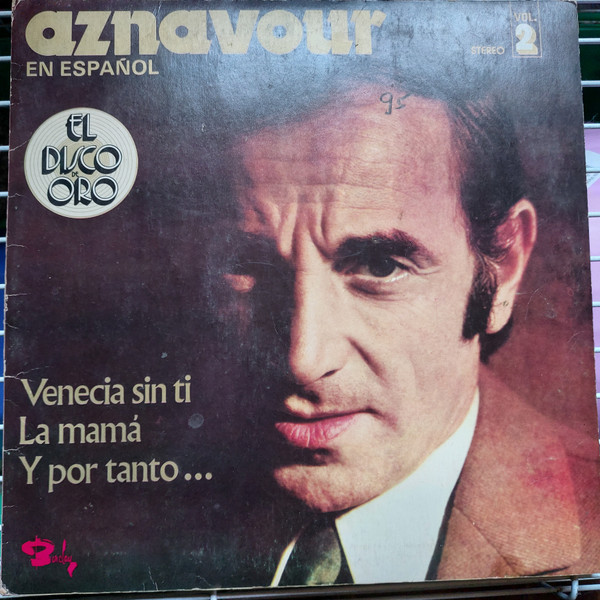 aznavour
EN ESPAÑOL
STEREO
VOL.
2
95
EL
DISCO
DE
ORO
Venecia sin ti
La mamá
Y por tanto...
Barclay